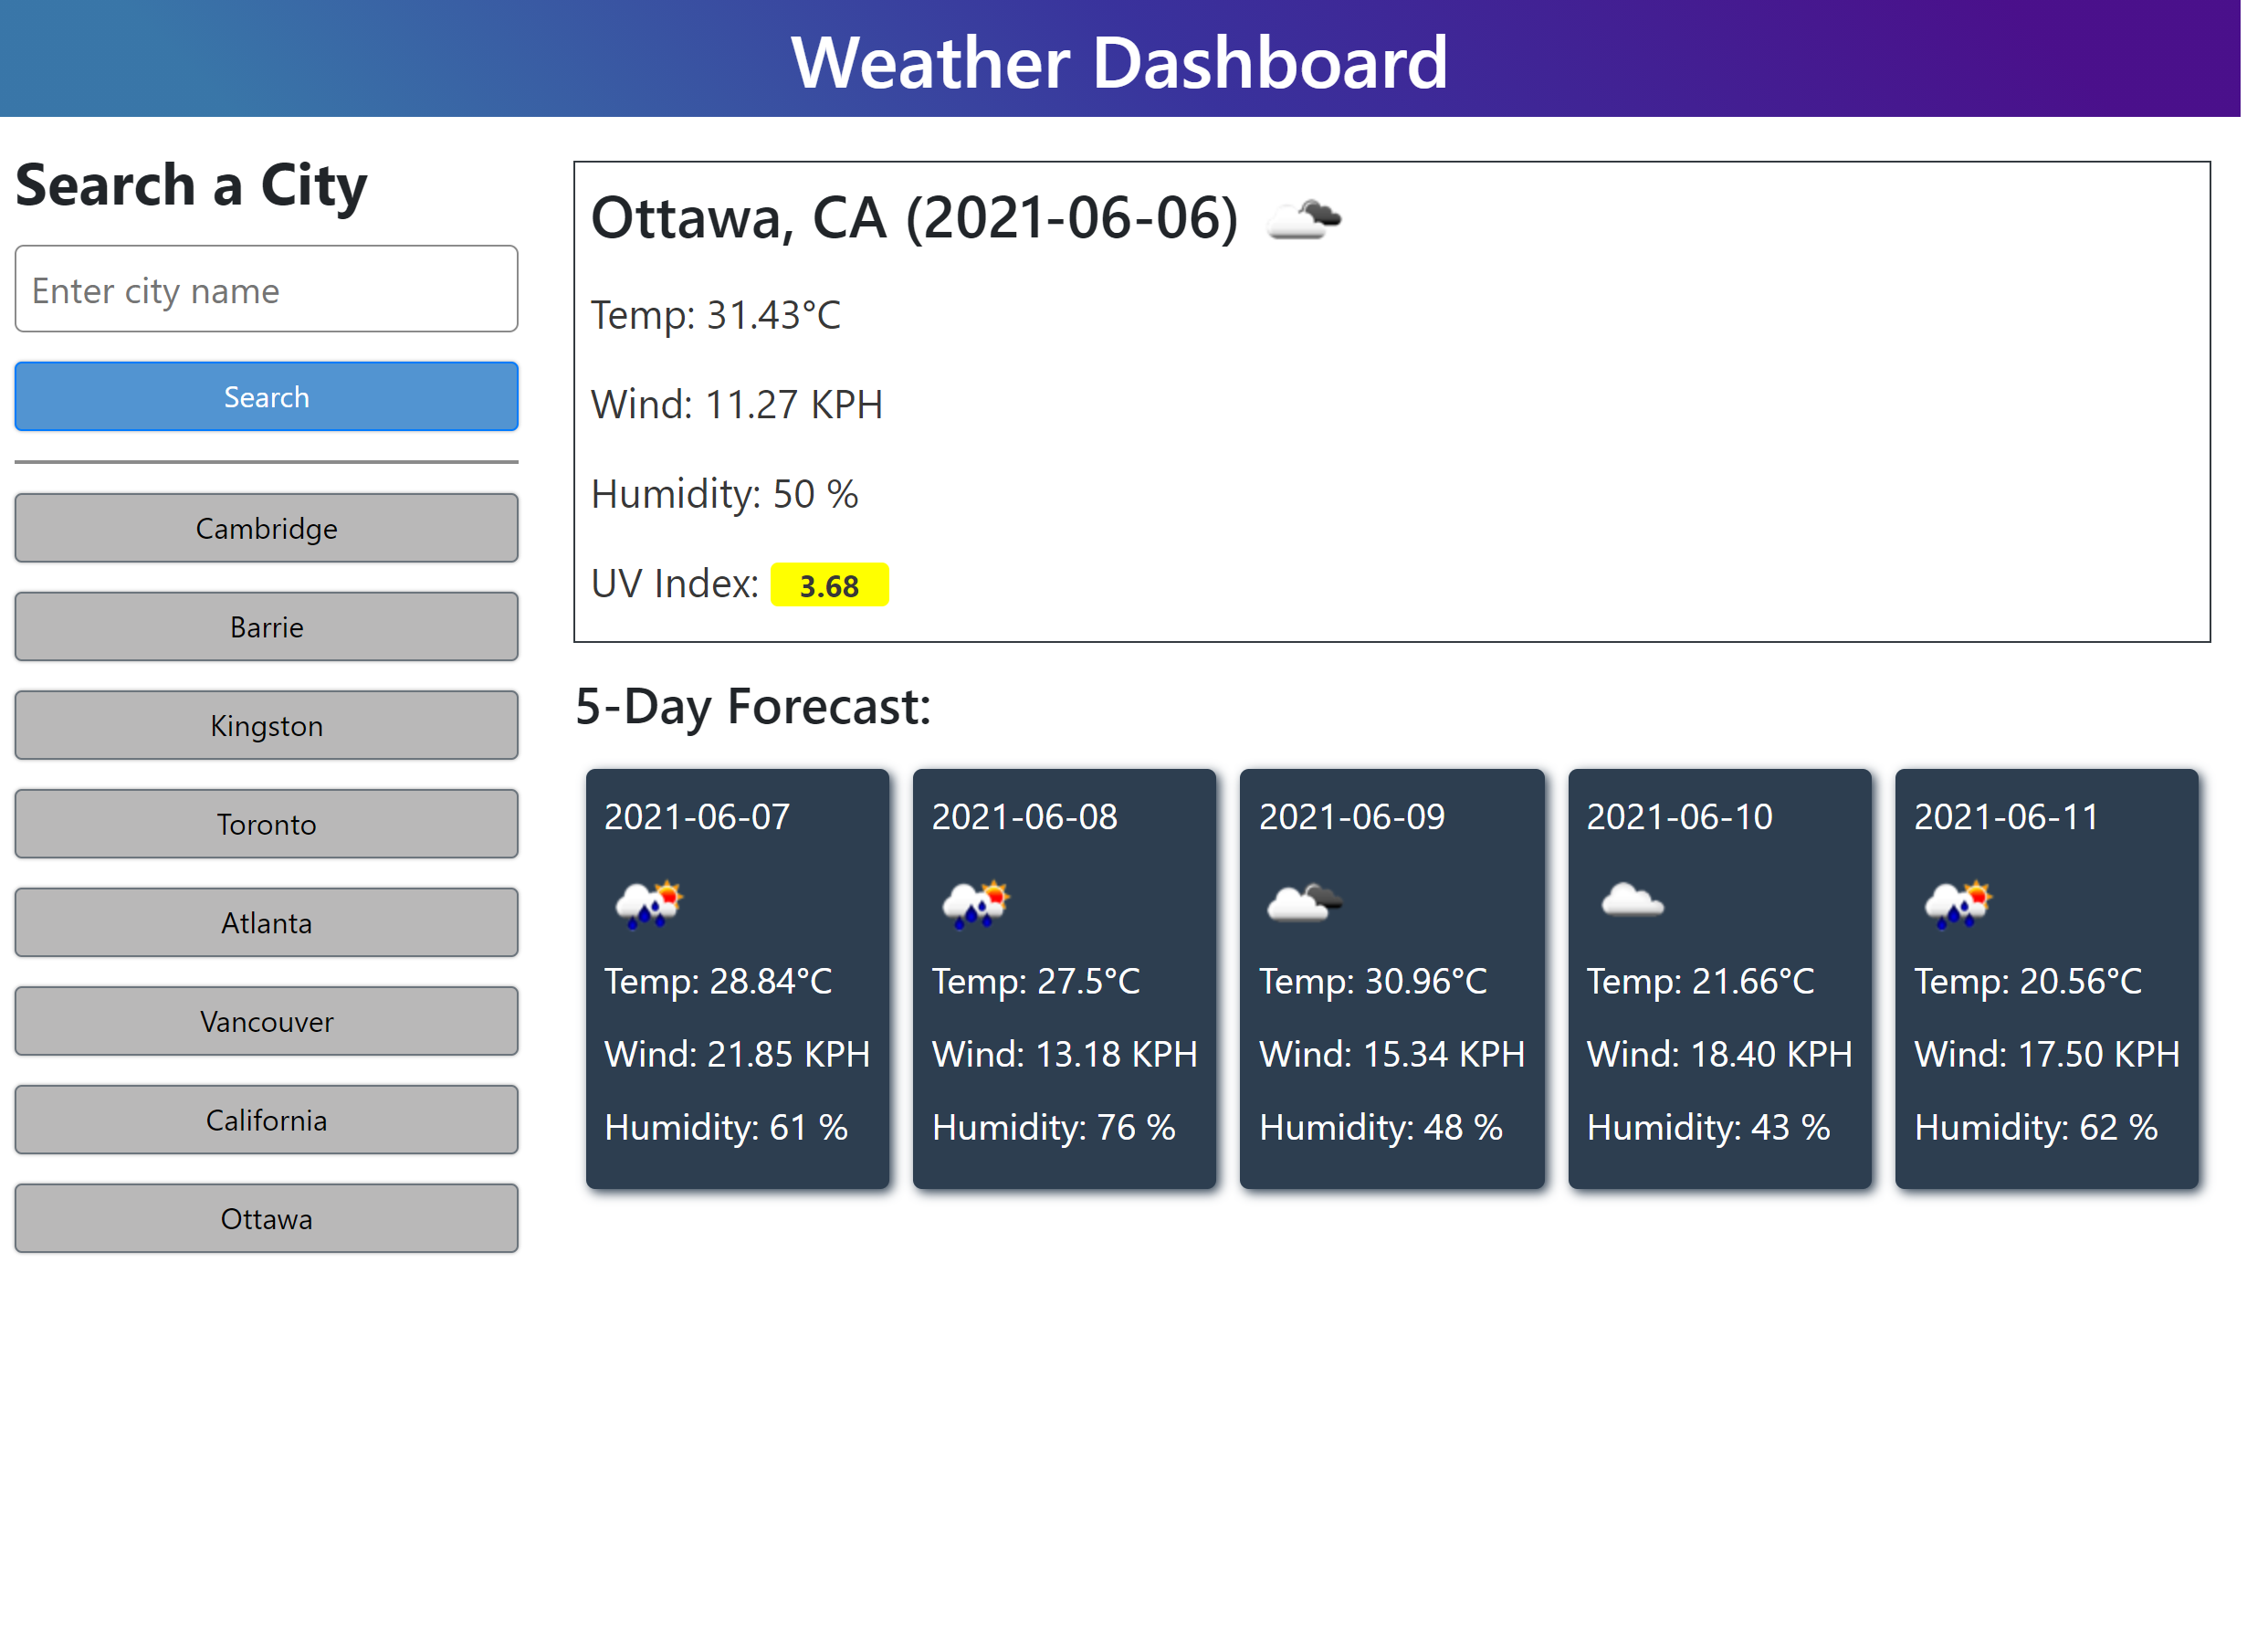 Weather Dashboard
Search a City
Enter city name
Search
Cambridge
Barrie
Kingston
Toronto
Atlanta
Vancouver
California
Ottawa
Ottawa, CA (2021-06-06)
Temp: 31.43°C
Wind: 11.27 KPH
Humidity: 50 %
UV Index: 3.68
5-Day Forecast:
2021-06-07
Temp: 28.84°C
Wind: 21.85 KPH
Humidity: 61 %
2021-06-08
Temp: 27.5°C
Wind: 13.18 KPH
Humidity: 76 %
2021-06-09
Temp: 30.96°C
Wind: 15.34 KPH
Humidity: 48 %
2021-06-10
Temp: 21.66°C
Wind: 18.40 KPH
Humidity: 43 %
2021-06-11
Temp: 20.56°C
Wind: 17.50 KPH
Humidity: 62 %